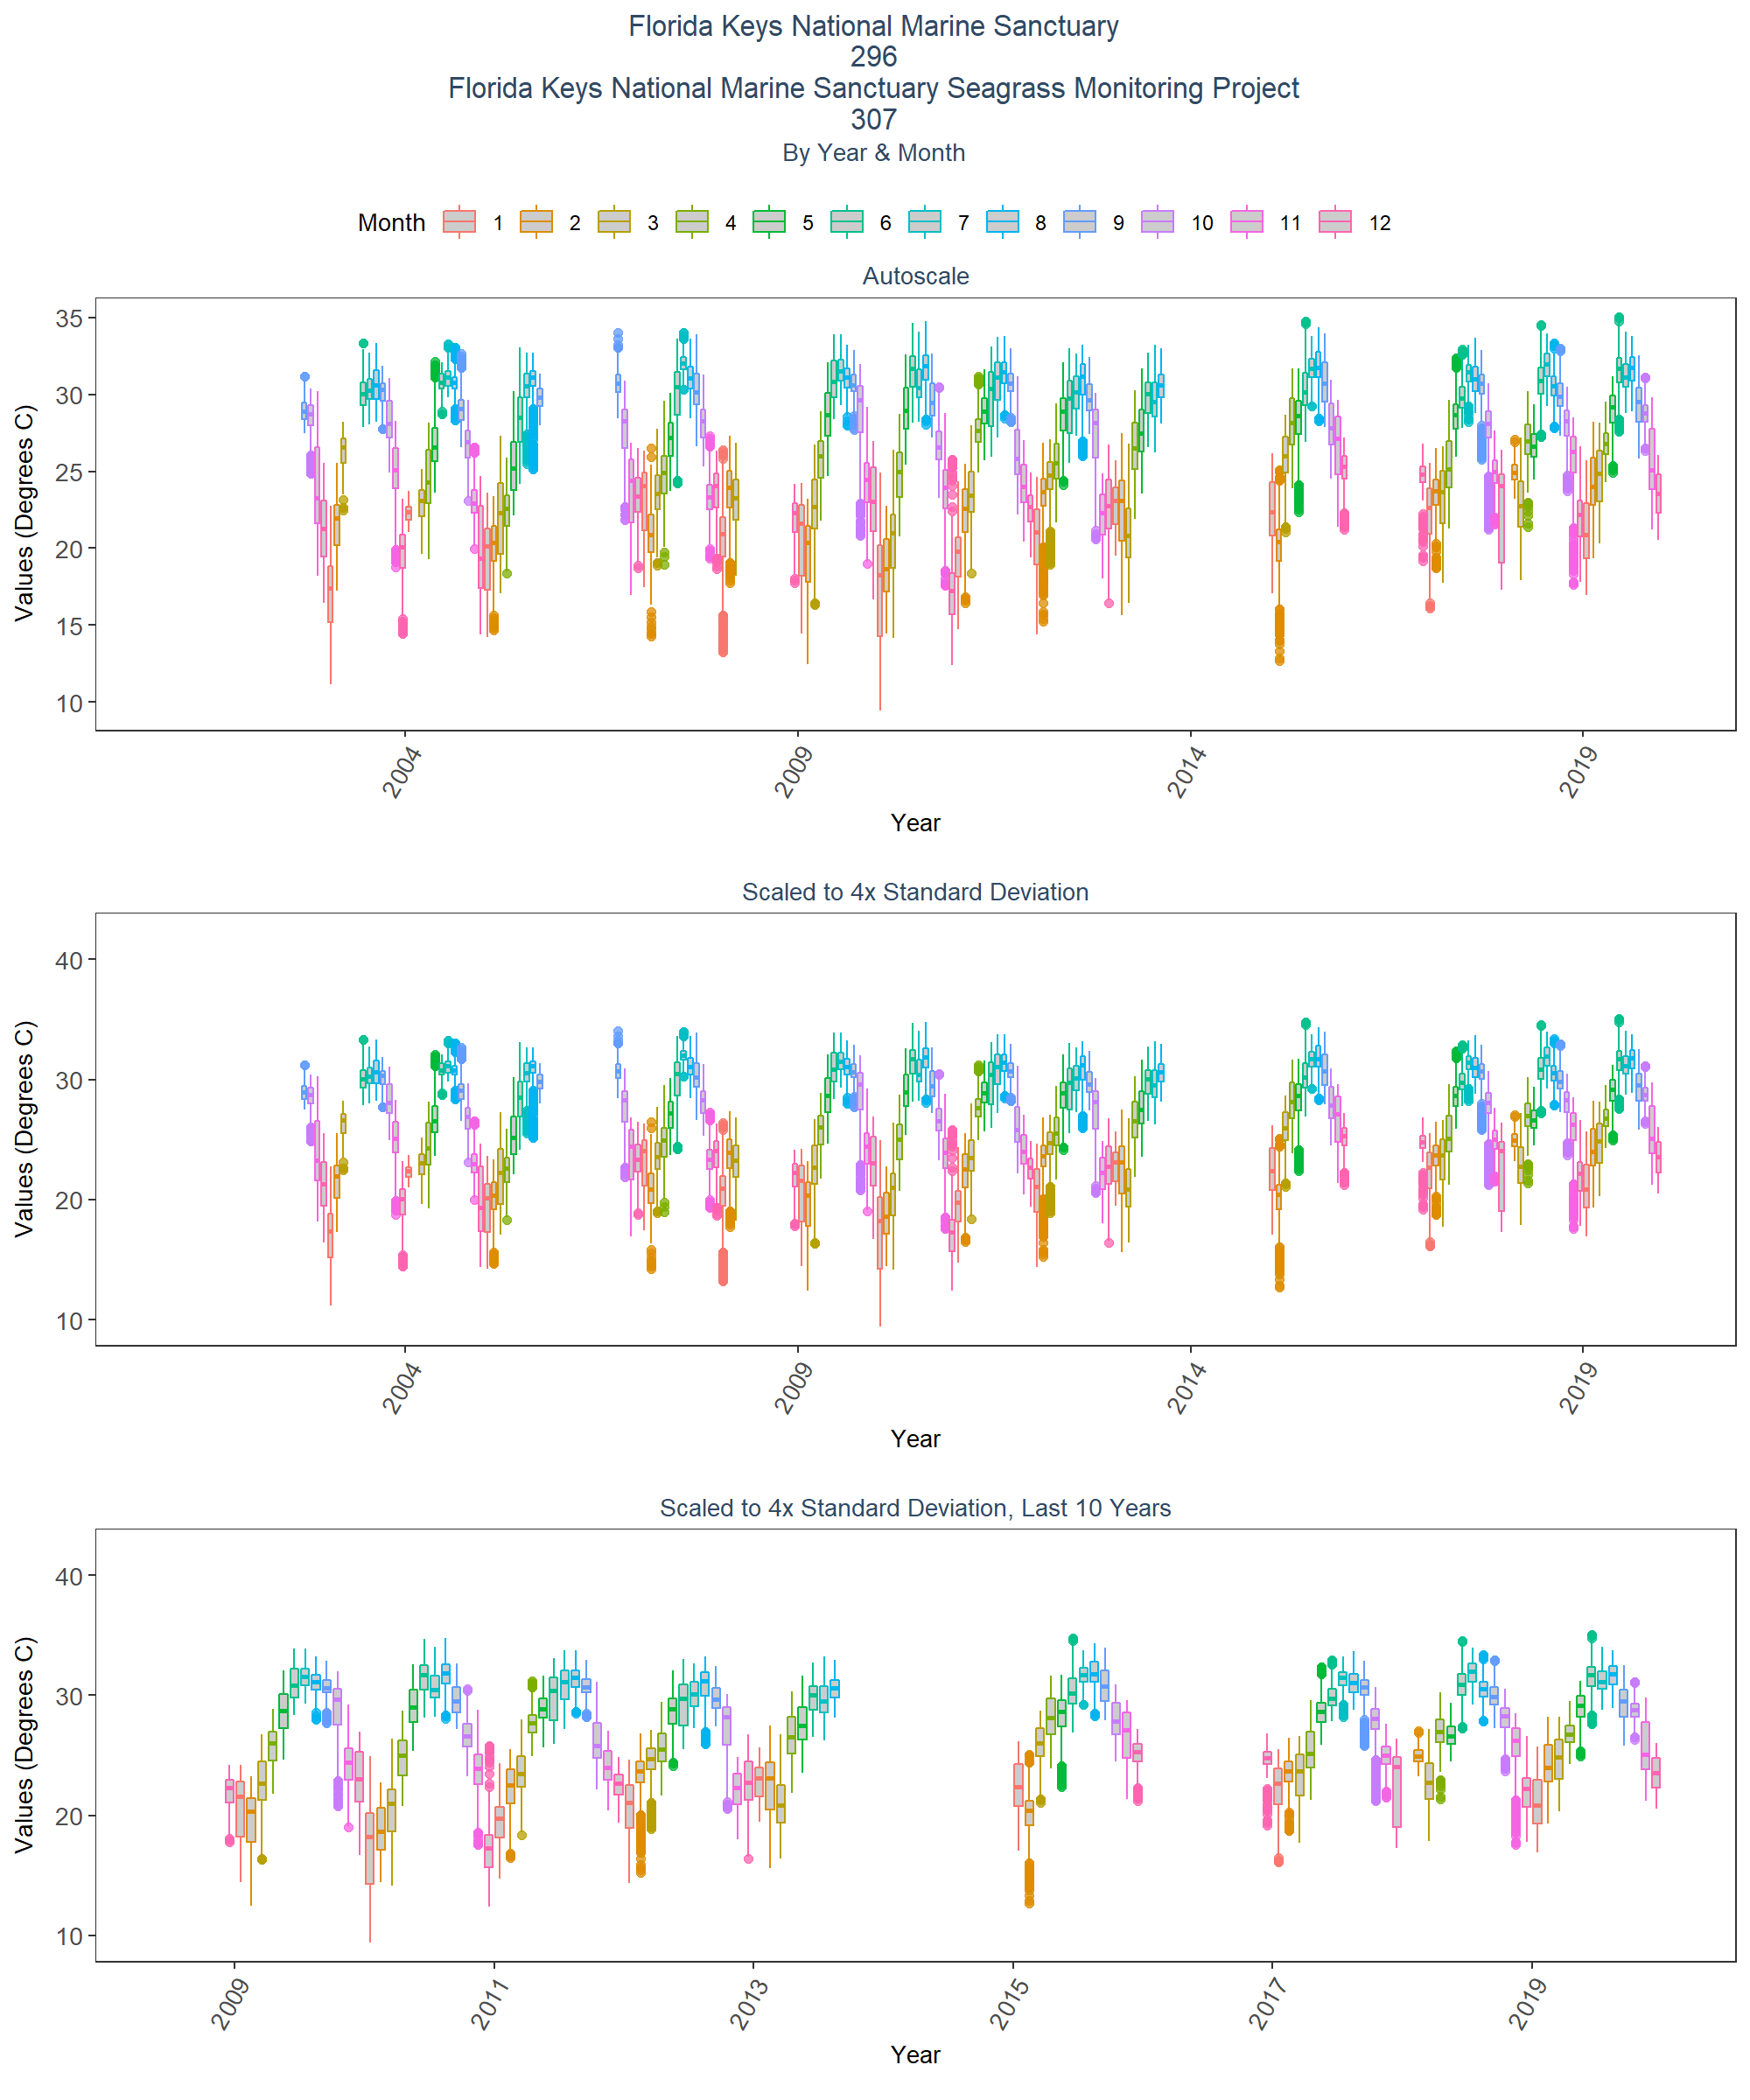 Florida Keys National Marine Sanctuary
296
Florida Keys National Marine Sanctuary Seagrass Monitoring Project
307
By Year & Month
Month 1 2 3 4 5 6 7 8 9 10 11 12
Autoscale
Values (Degrees C)
35
30
25
20
15
10
2004 2009 2014 2019
Year
Scaled to 4x Standard Deviation
Values (Degrees C)
40
30
20
10
2004 2009 2014 2019
Year
Scaled to 4x Standard Deviation, Last 10 Years
Values (Degrees C)
40
30
20
10
2009 2011 2013 2015 2017 2019
Year